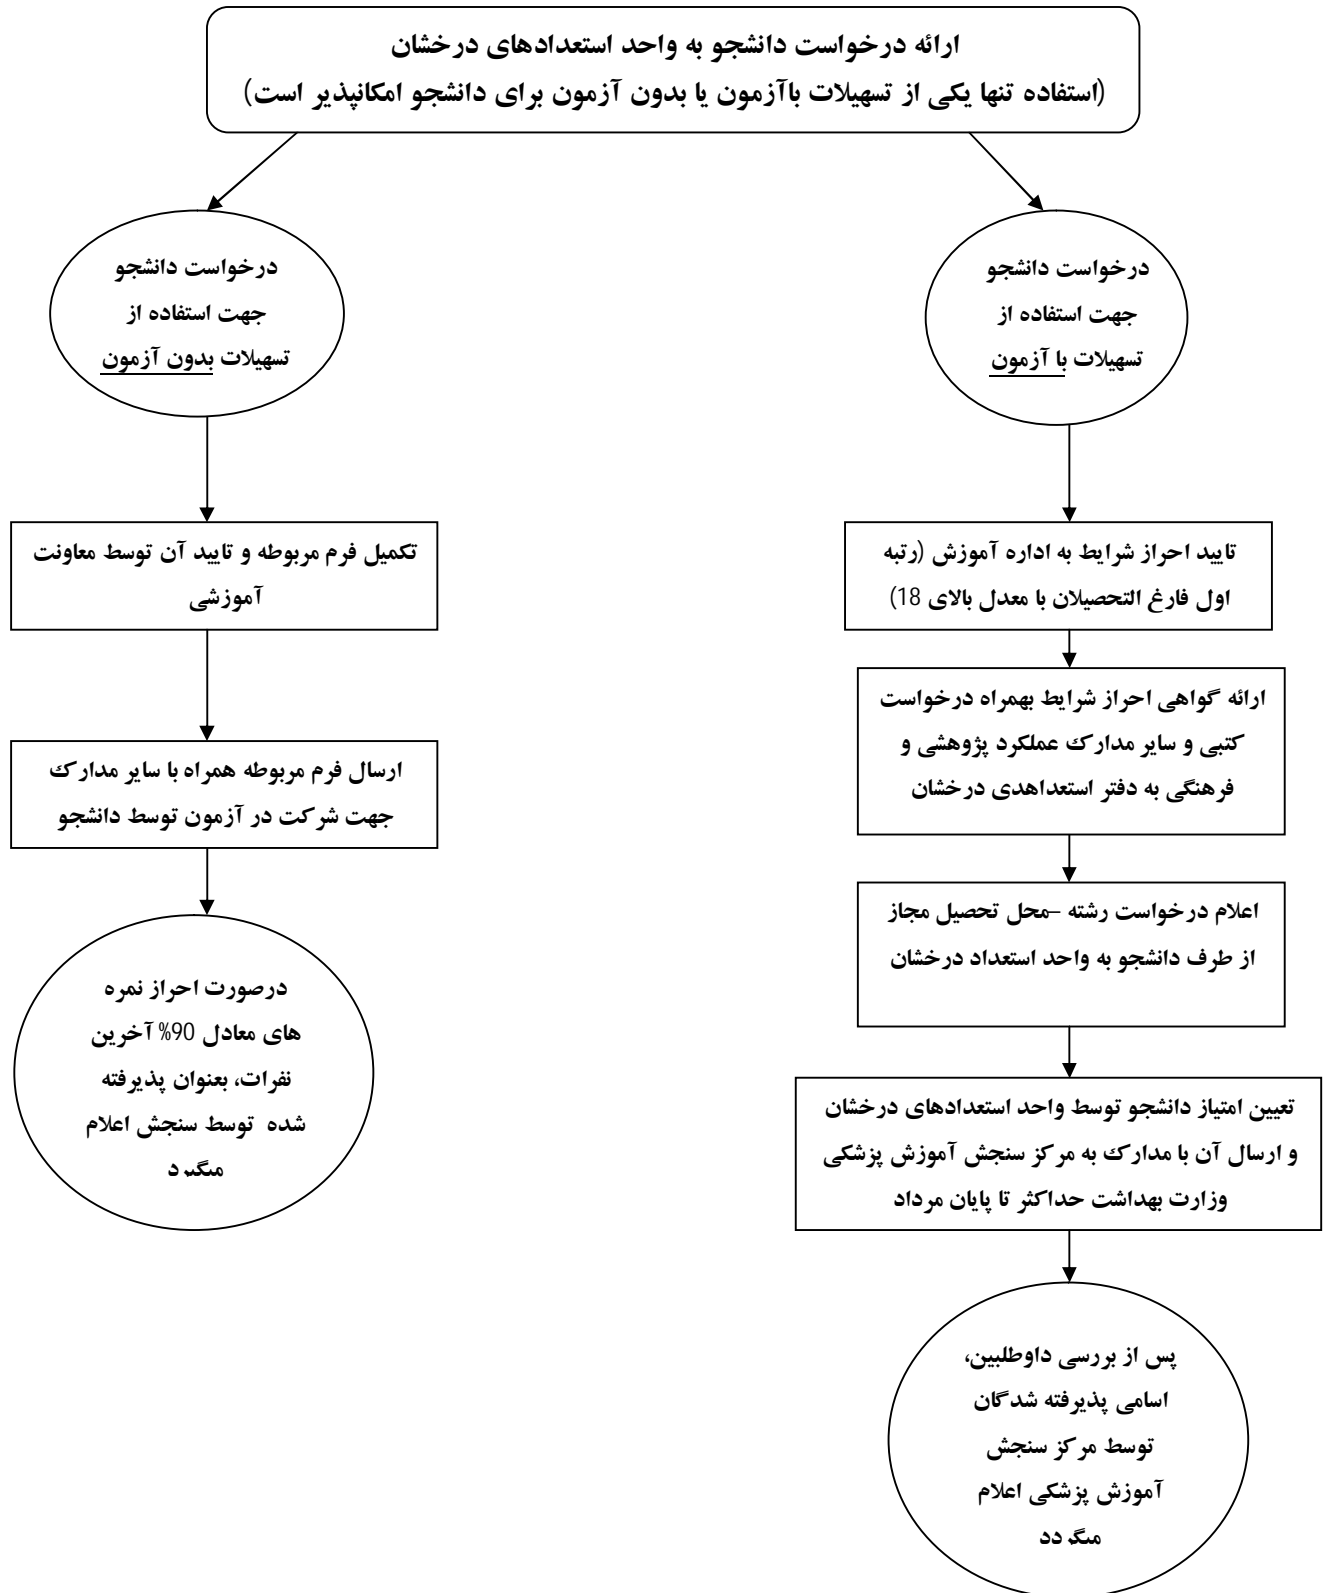 ارائه درخواست دانشجو به واحد استعدادهای درخشان
(استفاده تنها یکی از تسهیلات باآزمون یا بدون آزمون برای دانشجو امکانپذیر است)
درخواست دانشجو
جهت استفاده از
تسهیلات با آزمون
تایید احراز شرایط به اداره آموزش (رتبه
اول فارغ التحصیلان با معدل بالای 18)
ارائه گواهی احراز شرایط بهمراه درخواست
کتبی و سایر مدارک عملکرد پژوهشی و
فرهنگی به دفتر استعداهدی درخشان
اعلام درخواست رشته –محل تحصیل مجاز
از طرف دانشجو به واحد استعداد درخشان
تعیین امتیاز دانشجو توسط واحد استعدادهای درخشان
و ارسال آن با مدارک به مرکز سنجش آموزش پزشکی
وزارت بهداشت حداکثر تا پایان مرداد
پس از بررسی داوطلبین،
اسامی پذیرفته شدگان
توسط مرکز سنجش
آموزش پزشکی اعلام
میگردد
درخواست دانشجو
جهت استفاده از
تسهیلات بدون آزمون
تکمیل فرم مربوطه و تایید آن توسط معاونت
آموزشی
ارسال فرم مربوطه همراه با سایر مدارک
جهت شرکت در آزمون توسط دانشجو
درصورت احراز نمره
های معادل 90% آخرین
نفرات، بعنوان پذیرفته
شده توسط سنجش اعلام
میگرد